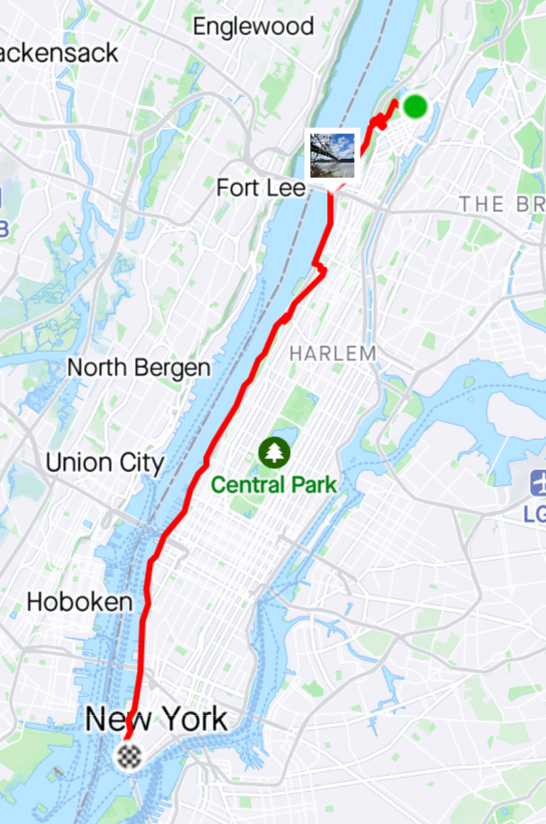 Englewood
ackensack
Fort Lee
THE BR
B
HARLEM
North Bergen
Union City
Central Park
LG
Hoboken
New York